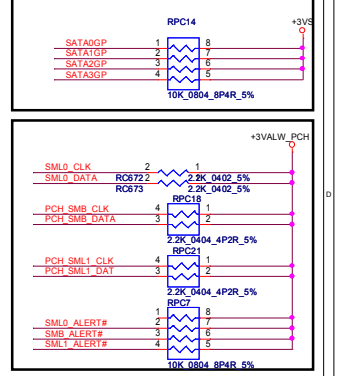 RPC14
+3VS
SATA0GP 1 8
SATA1GP 2 7
SATA2GP 3 6
SATA3GP 4 5
10K_0804_8P4R_5%
+3VALW_PCH
SML0_CLK 2 1
SML0_DATA RC672 2 1 2.2K_0402_5%
RC673 2.2K_0402_5%
RPC18
PCH_SMB_CLK 4 1
PCH_SMB_DATA 3 2
2.2K_0404_4P2R_5%
RPC21
PCH_SML1_CLK 4 1
PCH_SML1_DAT 3 2
2.2K_0404_4P2R_5%
RPC7
1 8
SML0_ALERT# 2 7
SMB_ALERT# 3 6
SML1_ALERT# 4 5
10K_0804_8P4R_5%
D